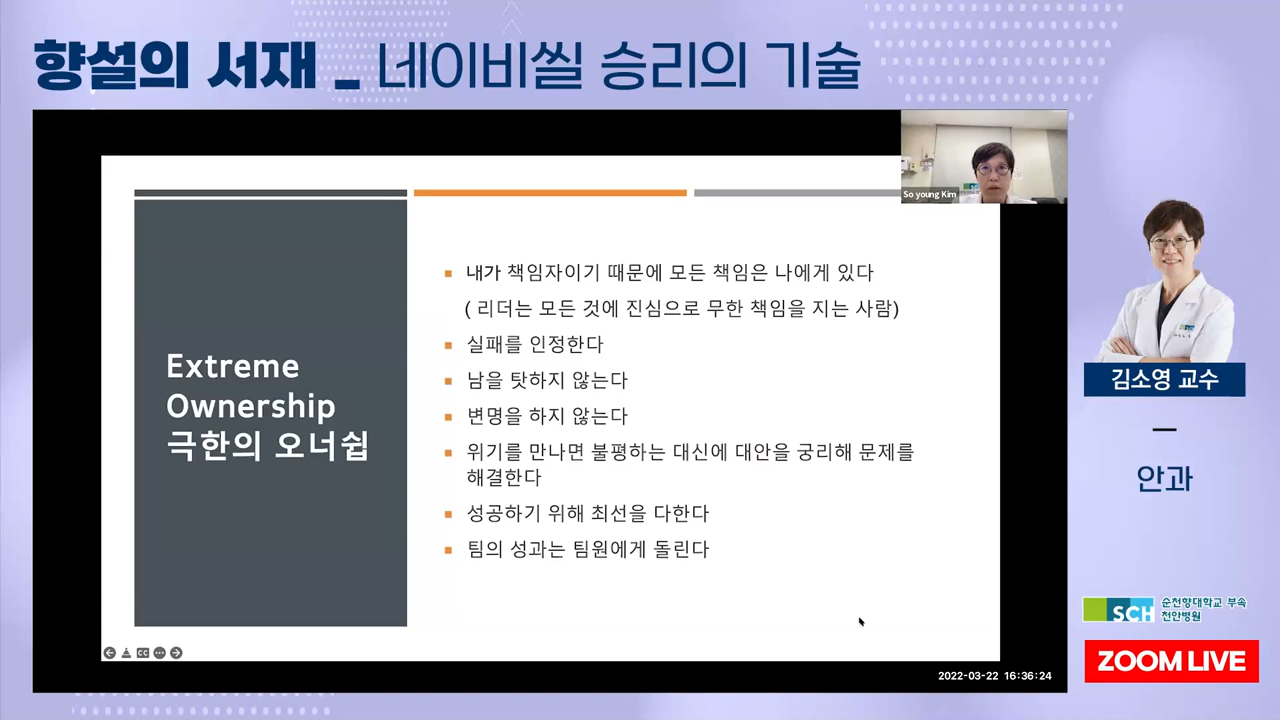 향설의 서재 _ 네이비씰 승리의 기술
So young Kim
Extreme
Ownership
극한의 오너쉽
내가 책임자이기 때문에 모든 책임은 나에게 있다
( 리더는 모든 것에 진심으로 무한 책임을 지는 사람)
실패를 인정한다
남을 탓하지 않는다
변명을 하지 않는다
위기를 만나면 불평하는 대신에 대안을 궁리해 문제를
해결한다
성공하기 위해 최선을 다한다
팀의 성과는 팀원에게 돌린다
CC
2022-03-22 16:36:24
김소영 교수
안과
SCH
순천향대학교 부속
천안병원
ZOOM LIVE